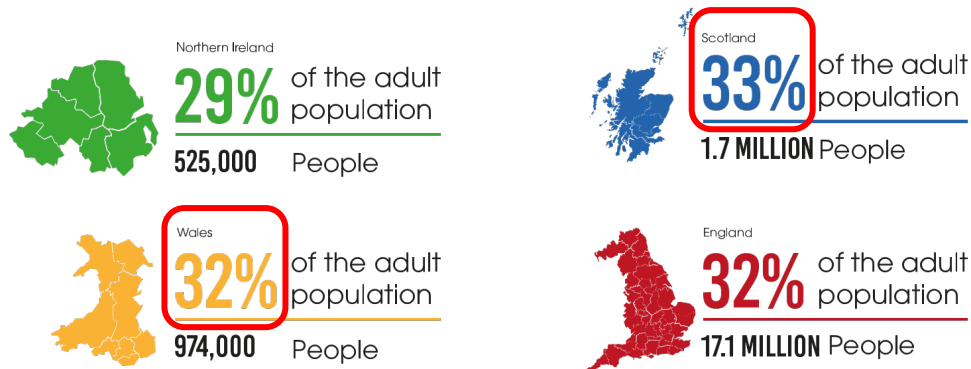 Northern Ireland
29% of the adult
population
525,000 People
Scotland
33% of the adult
population
1.7 MILLION People
Wales
32% of the adult
population
974,000 People
England
32% of the adult
population
17.1 MILLION People